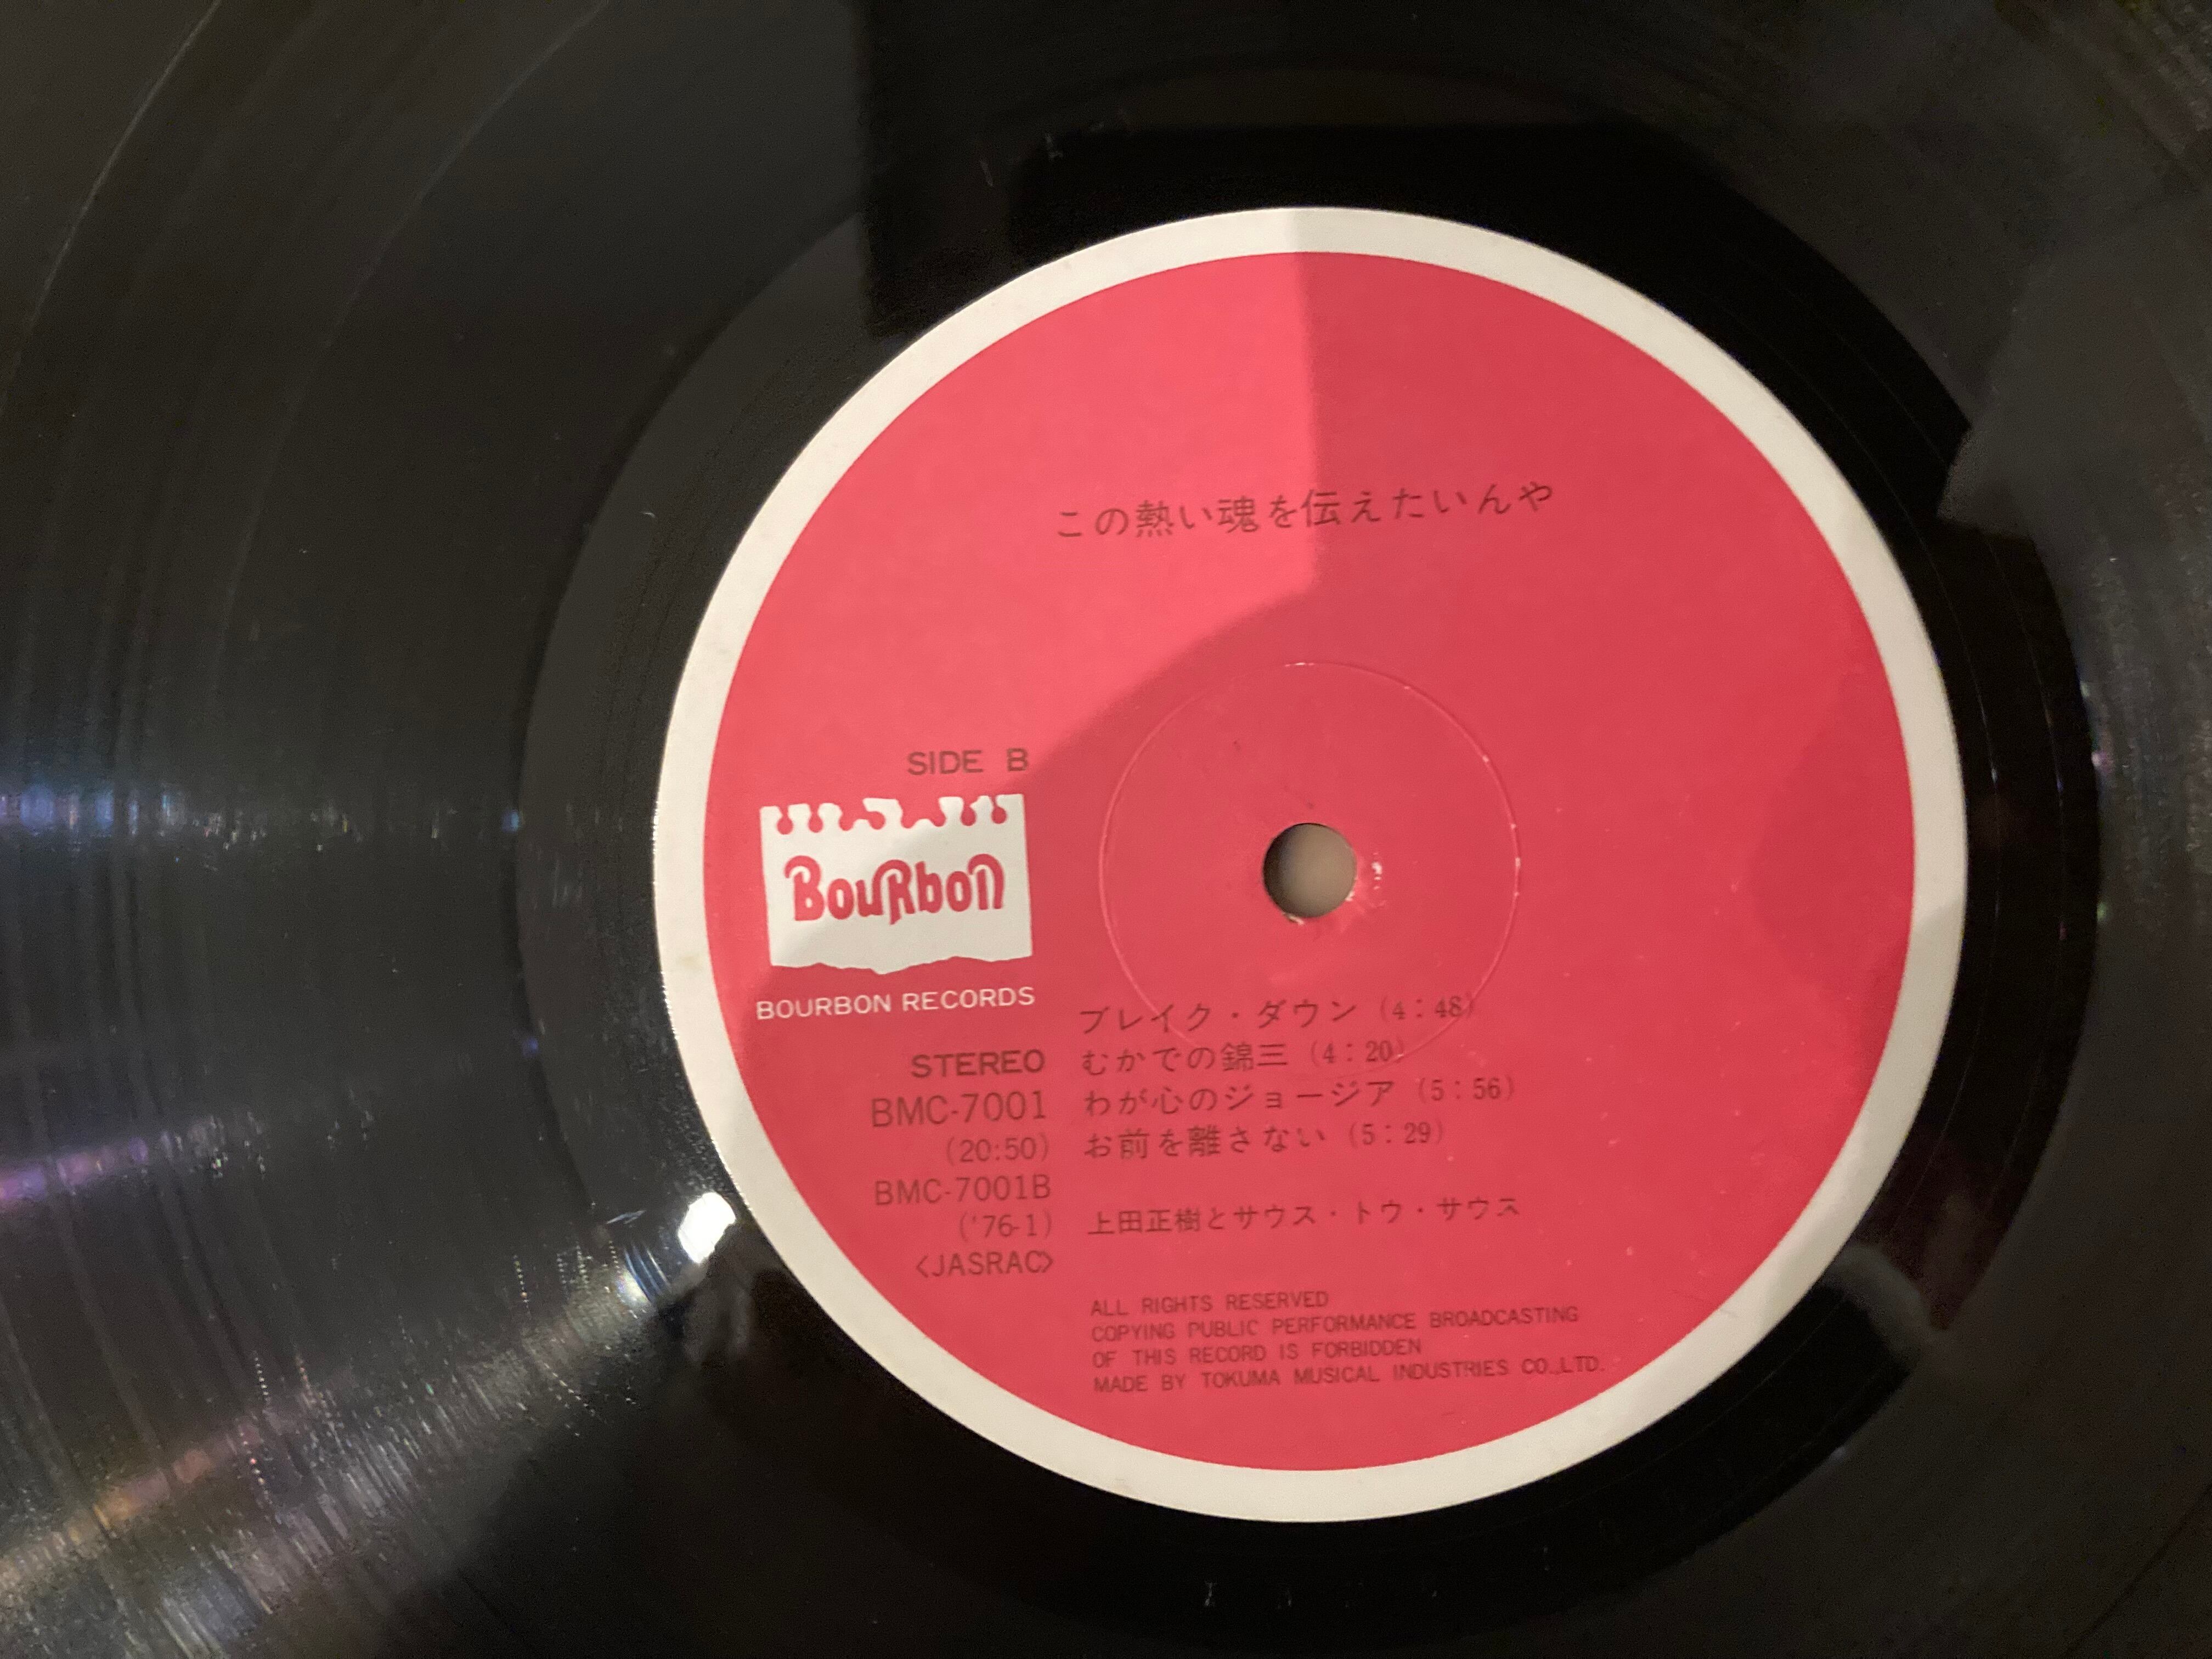 この熱い魂を伝えたいんや
SIDE B
BouRbon
BOURBON RECORDS
STEREO
BMC-7001
(20:50)
BMC-7001B
('76-1)
<JASRAC>
ブレイク・ダウン (4:48)
むかでの錦三 (4:20)
わが心のジョージア (5:56)
お前を離さない (5:29)
上田正樹とサウス・トウ・サウス
ALL RIGHTS RESERVED
COPYING PUBLIC PERFORMANCE BROADCASTING
OF THIS RECORD IS FORBIDDEN
MADE BY TOKUMA MUSICAL INDUSTRIES CO.,LTD.